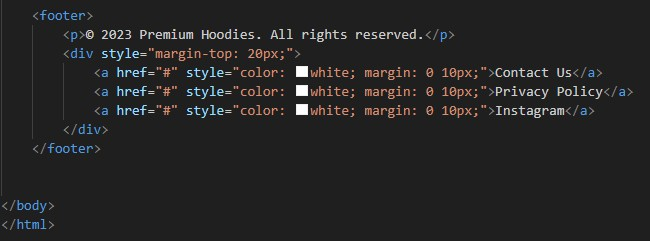 <footer>
<p>© 2023 Premium Hoodies. All rights reserved.</p>
<div style="margin-top: 20px;">
<a href="#" style="color: white; margin: 0 10px;">Contact Us</a>
<a href="#" style="color: white; margin: 0 10px;">Privacy Policy</a>
<a href="#" style="color: white; margin: 0 10px;">Instagram</a>
</div>
</footer>
</body>
</html>